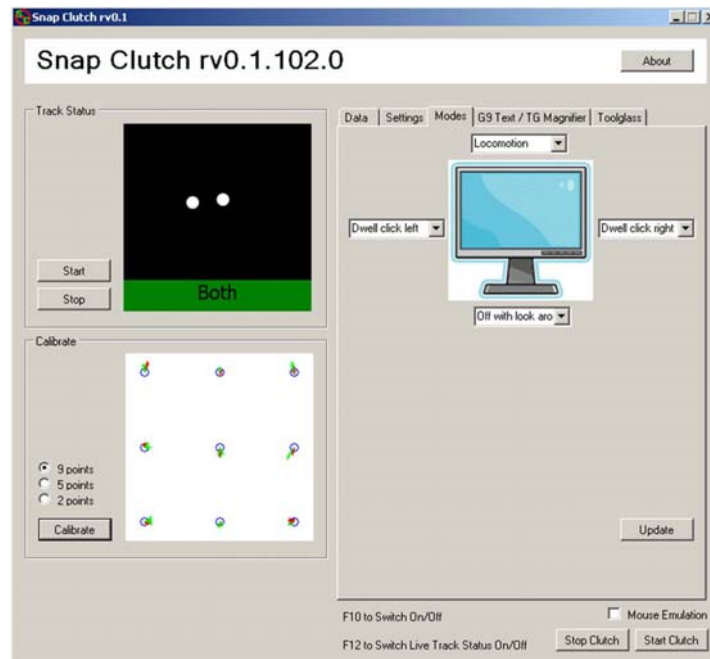 Snap Clutch rv0.1
Snap Clutch rv0.1.102.0
About
Track Status
Both
Start
Stop
Calibrate
9 points
5 points
2 points
Calibrate
Data
Settings
Modes
G9 Text / TG Magnifier
Toolglass
Locomotion
Dwell click left
Dwell click right
Off with look aro
Update
F10 to Switch On/Off
Mouse Emulation
F12 to Switch Live Track Status On/Off
Stop Clutch
Start Clutch